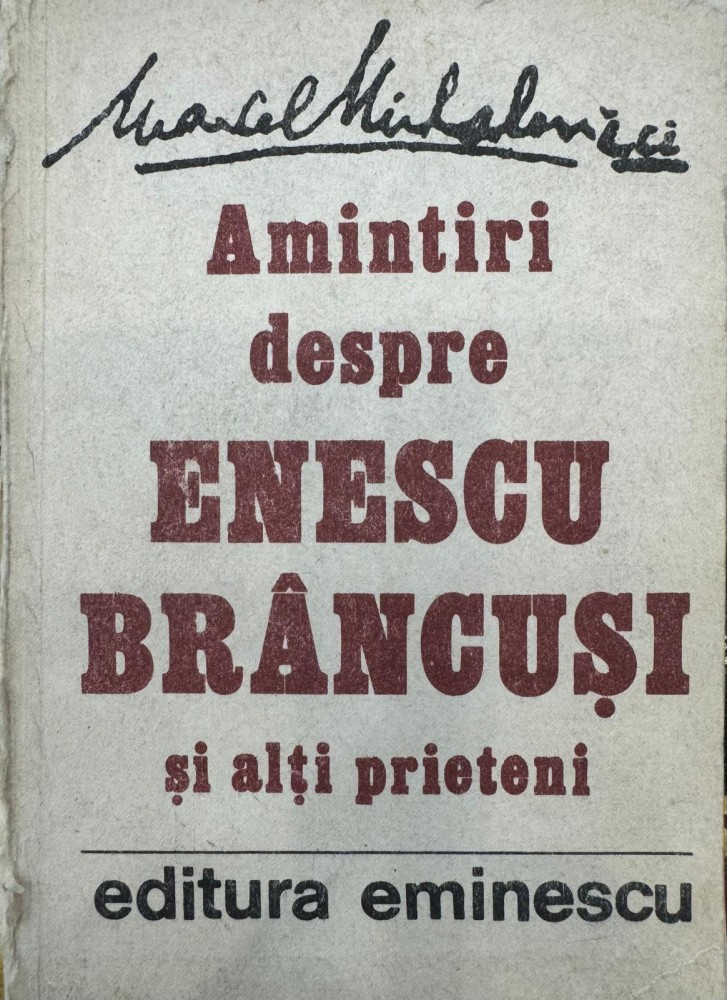 Marcel Mihalovici
Amintiri
despre
ENESCU
BRÂNCUȘI
și alți prieteni
editura eminescu